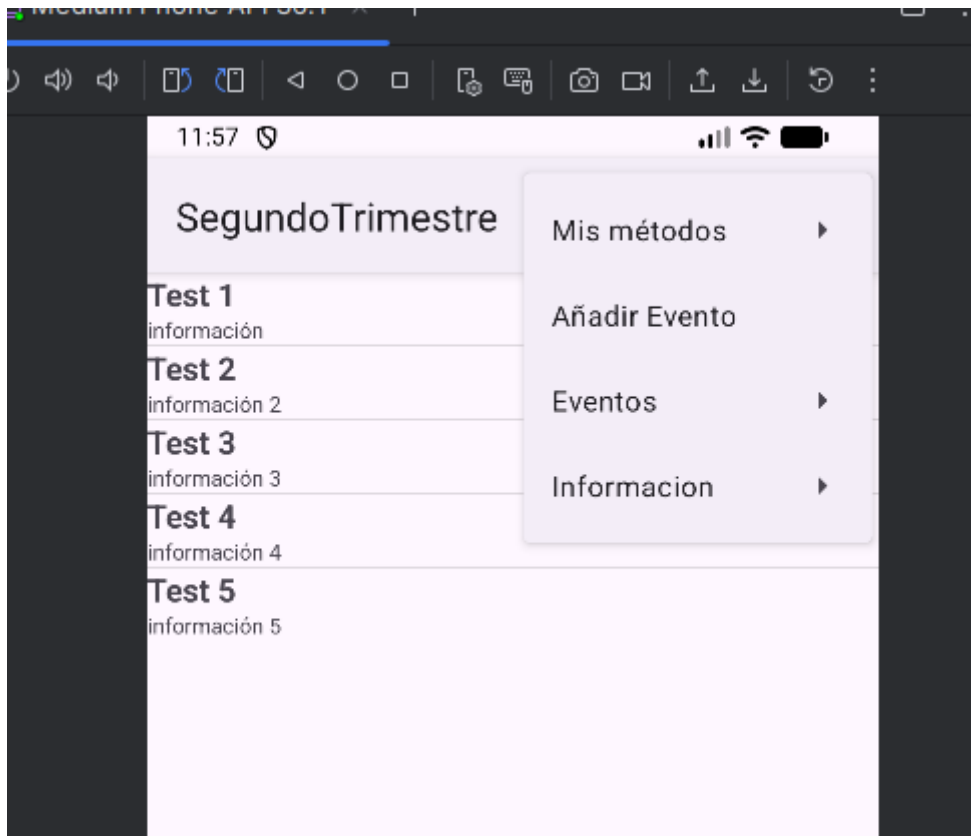 11:57
SegundoTrimestre
Mis métodos
Añadir Evento
Eventos
Informacion
Test 1
información
Test 2
información 2
Test 3
información 3
Test 4
información 4
Test 5
información 5